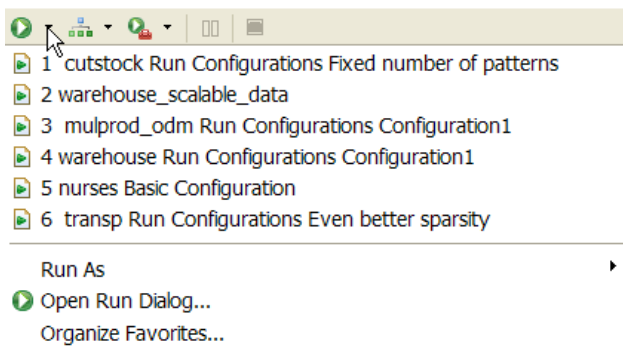 1 cutstock Run Configurations Fixed number of patterns
2 warehouse_scalable_data
3 mulprod_odm Run Configurations Configuration1
4 warehouse Run Configurations Configuration1
5 nurses Basic Configuration
6 transp Run Configurations Even better sparsity
Run As
Open Run Dialog...
Organize Favorites...